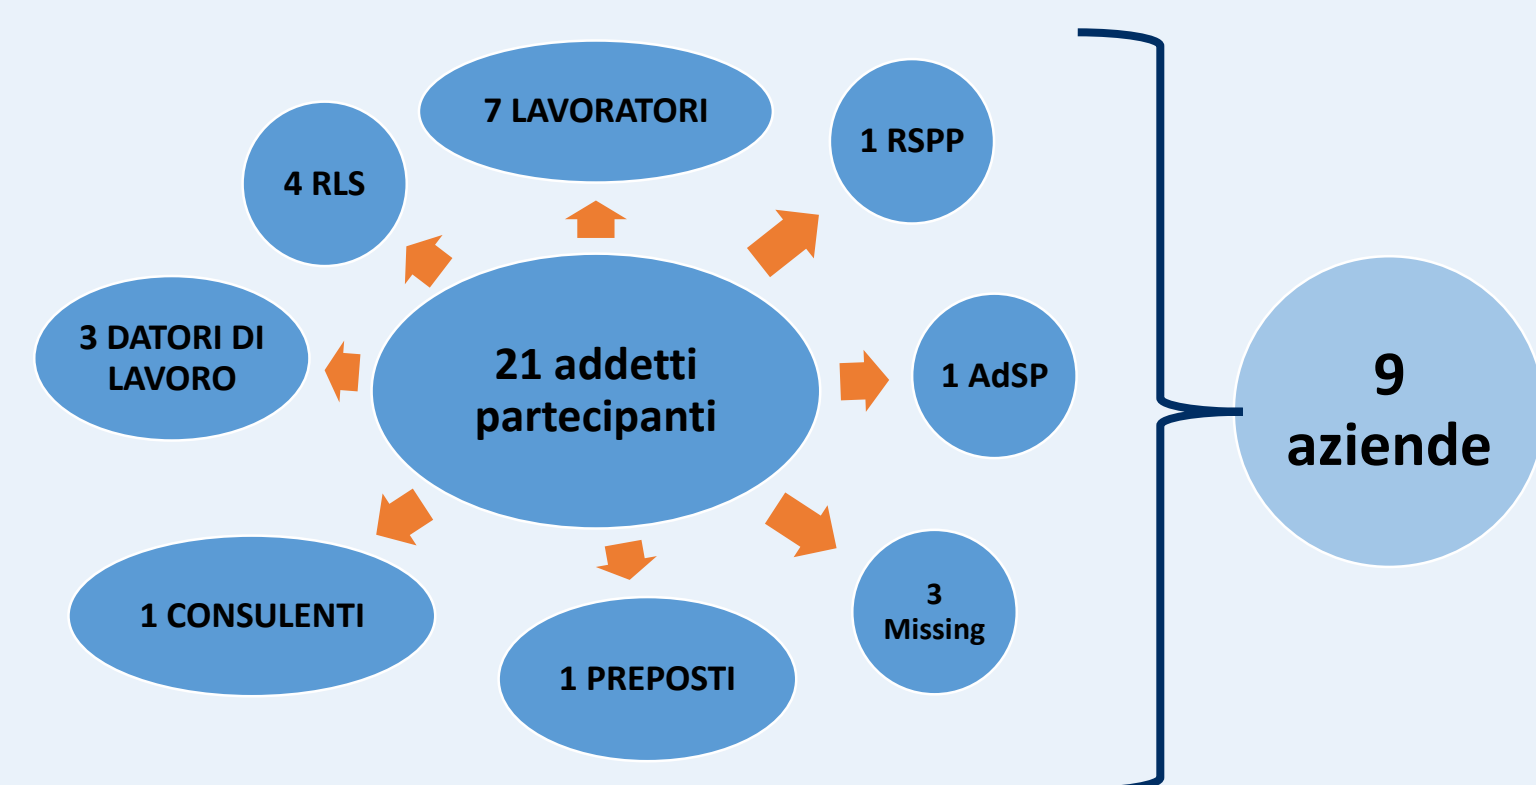 7 LAVORATORI
1 RSPP
4 RLS
3 DATORI DI
LAVORO
21 addetti
partecipanti
1 AdSP
9
aziende
1 CONSULENTI
1 PREPOSTI
3
Missing